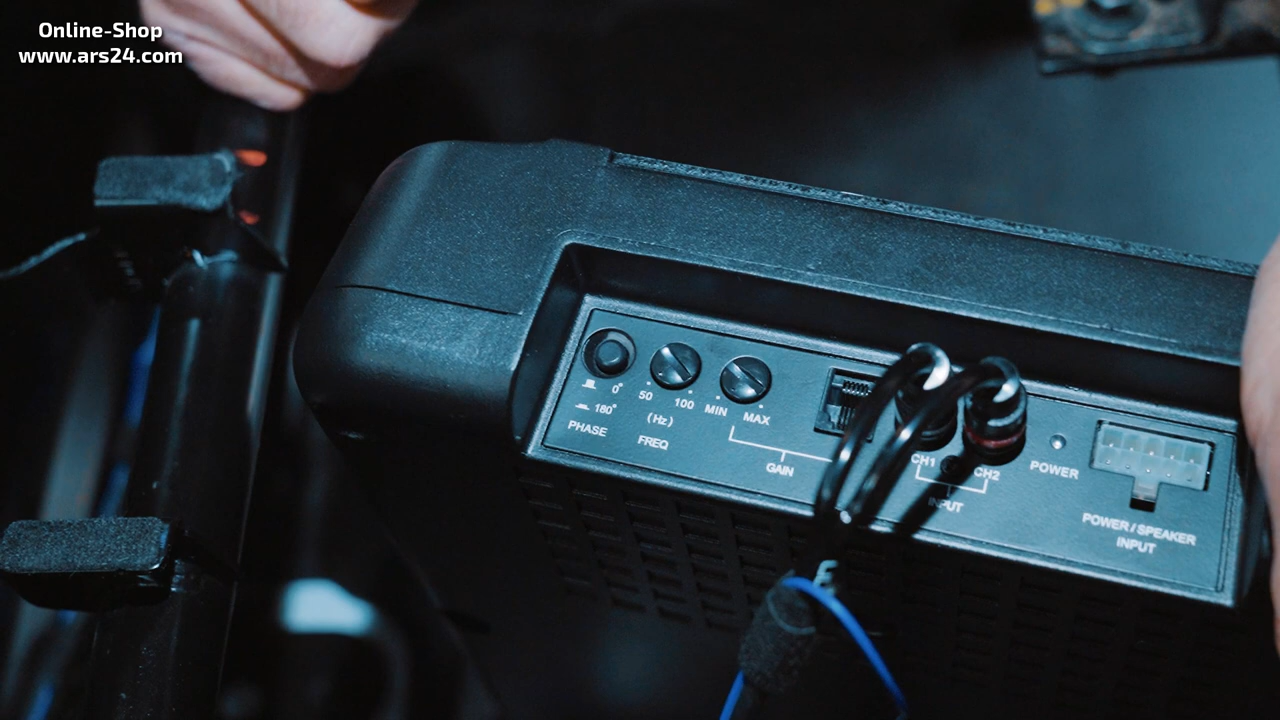 Online-Shop
www.ars24.com
0°
180°
PHASE
50
100
(Hz)
FREQ
MIN
MAX
GAIN
CH1
CH2
INPUT
POWER
POWER / SPEAKER
INPUT